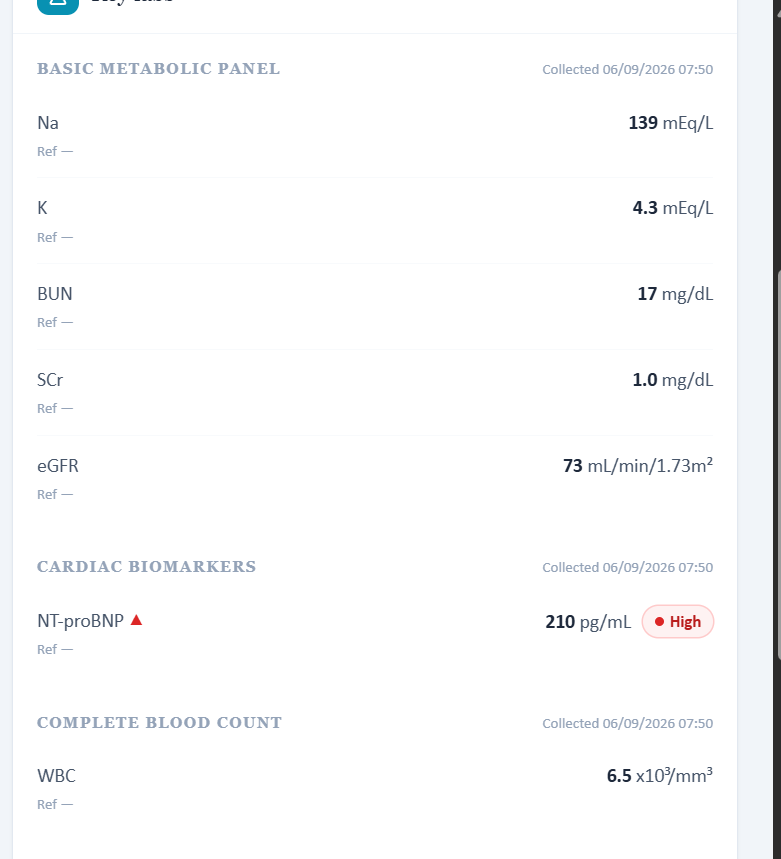 BASIC METABOLIC PANEL Collected 06/09/2026 07:50
Na 139 mEq/L
Ref —
K 4.3 mEq/L
Ref —
BUN 17 mg/dL
Ref —
SCr 1.0 mg/dL
Ref —
eGFR 73 mL/min/1.73m²
Ref —
CARDIAC BIOMARKERS Collected 06/09/2026 07:50
NT-proBNP ▲ 210 pg/mL High
Ref —
COMPLETE BLOOD COUNT Collected 06/09/2026 07:50
WBC 6.5 x10³/mm³
Ref —